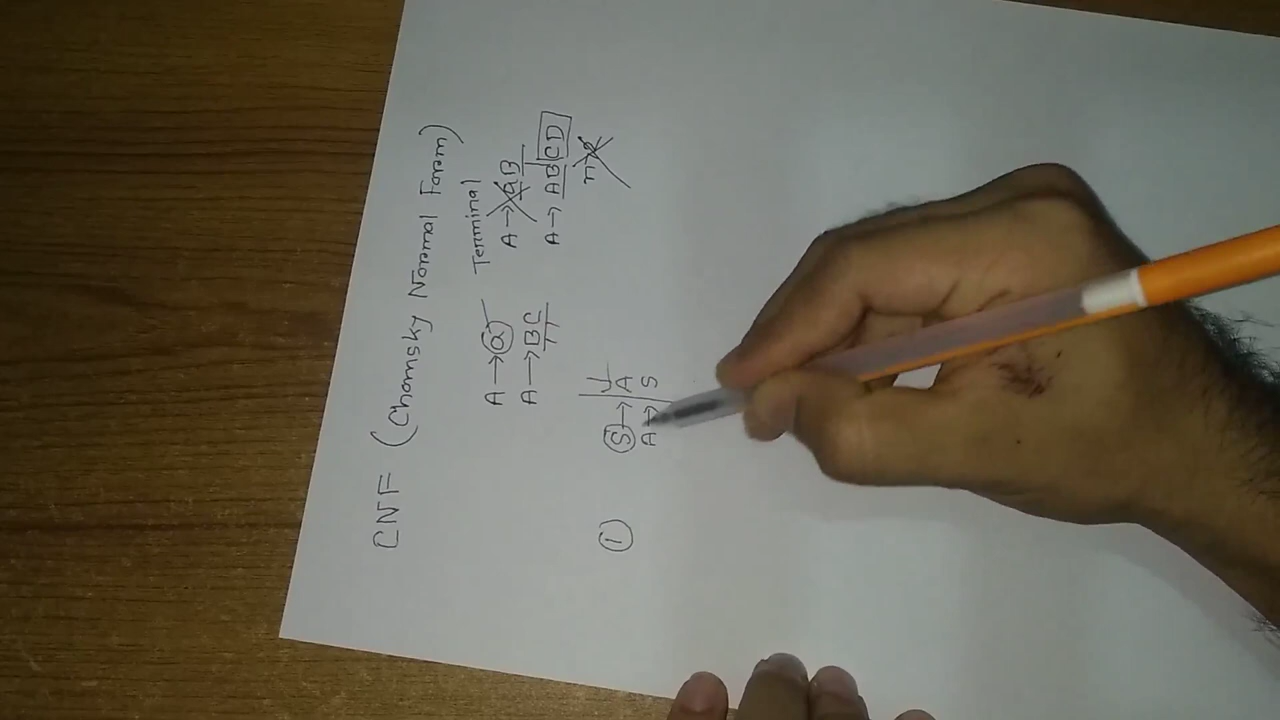 CNF (Chomsky Normal Form)
Terminal
A → a A → aB
A → BC A → ABCD
① S → A
A → S